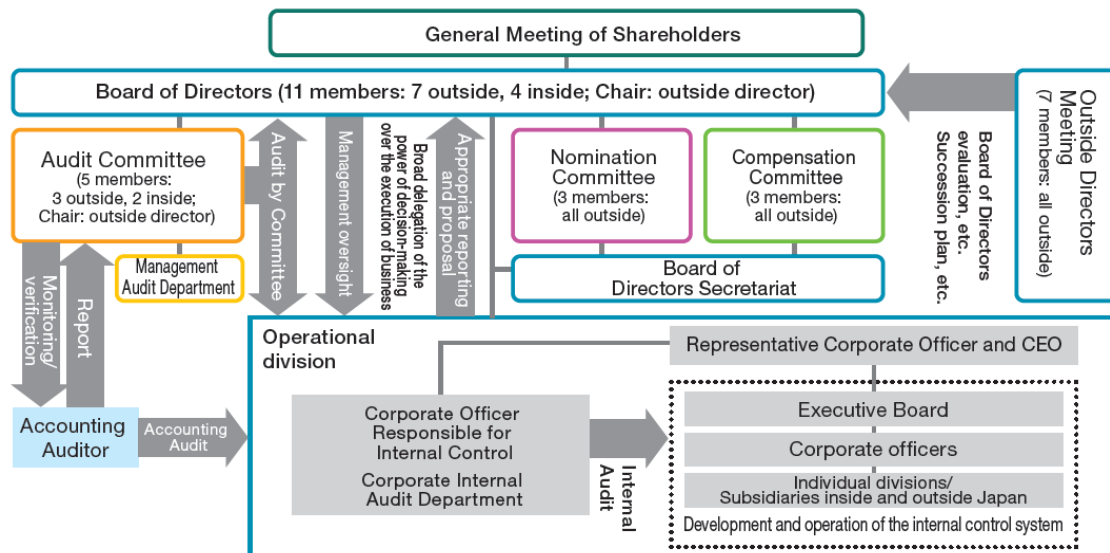 General Meeting of Shareholders
Board of Directors (11 members: 7 outside, 4 inside; Chair: outside director)
Outside Directors
Meeting
(7 members: all outside)
Board of Directors
evaluation, etc.
Succession plan, etc.
Audit Committee
(5 members:
3 outside, 2 inside;
Chair: outside director)
Management
Audit Department
Audit by Committee
Management oversight
Broad delegation of the
power of decision-making
over the execution of business
Appropriate reporting
and proposal
Nomination
Committee
(3 members:
all outside)
Compensation
Committee
(3 members:
all outside)
Board of
Directors Secretariat
Monitoring/
verification
Report
Accounting
Auditor
Accounting
Audit
Operational
division
Representative Corporate Officer and CEO
Corporate Officer
Responsible for
Internal Control
Corporate Internal
Audit Department
Internal
Audit
Executive Board
Corporate officers
Individual divisions/
Subsidiaries inside and outside Japan
Development and operation of the internal control system